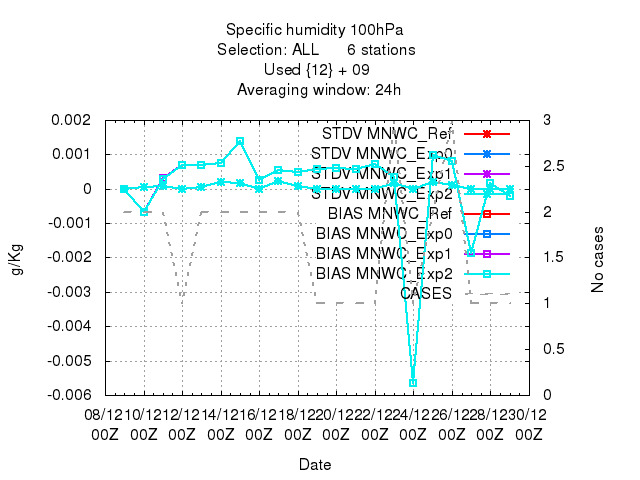 Specific humidity 100hPa
Selection: ALL 6 stations
Used {12} + 09
Averaging window: 24h
0.002 3
STDV MNWC_Ref
0.001 STDV MNWC_Exp0 2.5
STDV MNWC_Exp1
0 STDV MNWC_Exp2
BIAS MNWC_Ref 2
-0.001
BIAS MNWC_Exp0
-0.002 BIAS MNWC_Exp1 1.5
BIAS MNWC_Exp2
-0.003 CASES 1
-0.004
-0.005 0.5
-0.006 0
g/Kg
No cases
08/12 10/12 12/12 14/12 16/12 18/12 20/12 22/12 24/12 26/12 28/12 30/12
00Z 00Z 00Z 00Z 00Z 00Z 00Z 00Z 00Z 00Z 00Z 00Z
Date